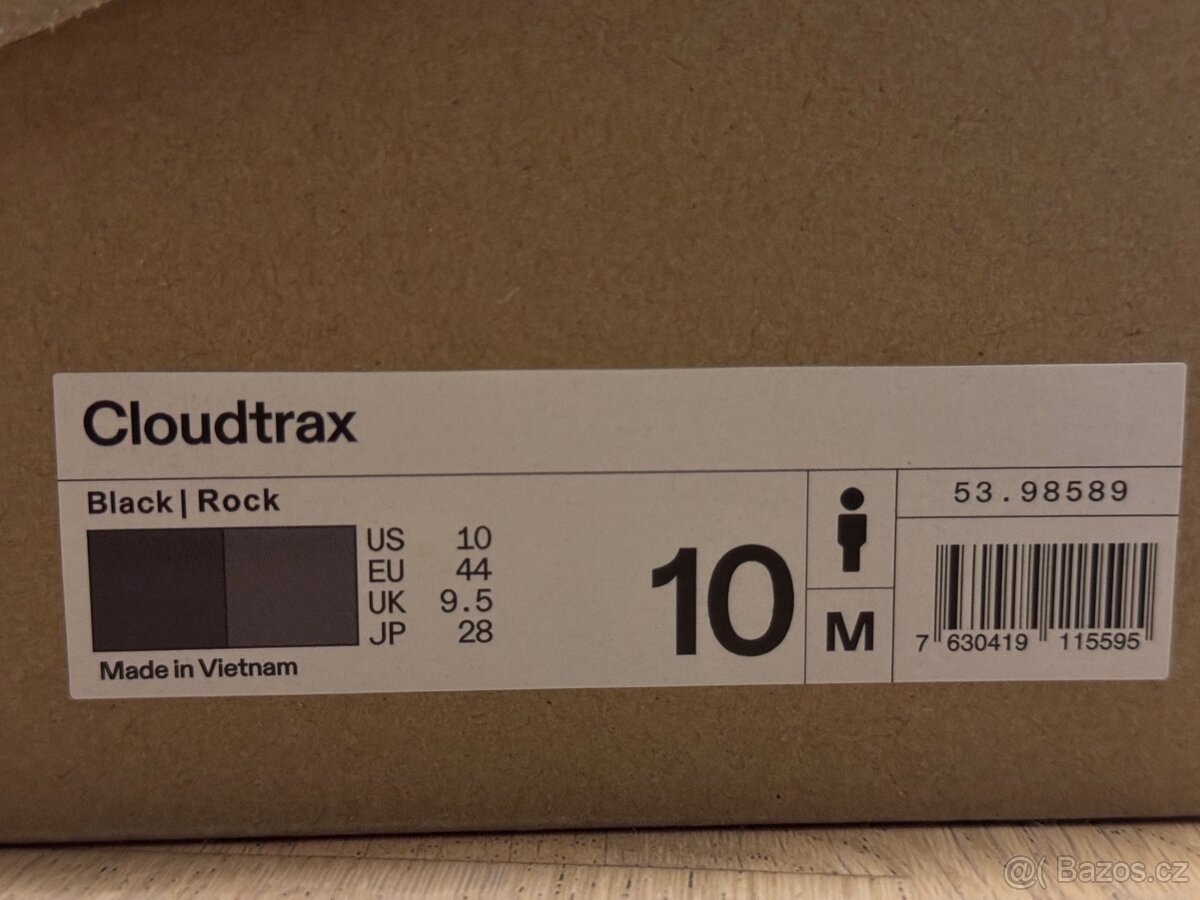 Cloudtrax
Black | Rock
US 10
EU 44
UK 9.5
JP 28
Made in Vietnam
10
M
53.98589
7 630419 115595
@( Bazos.cz